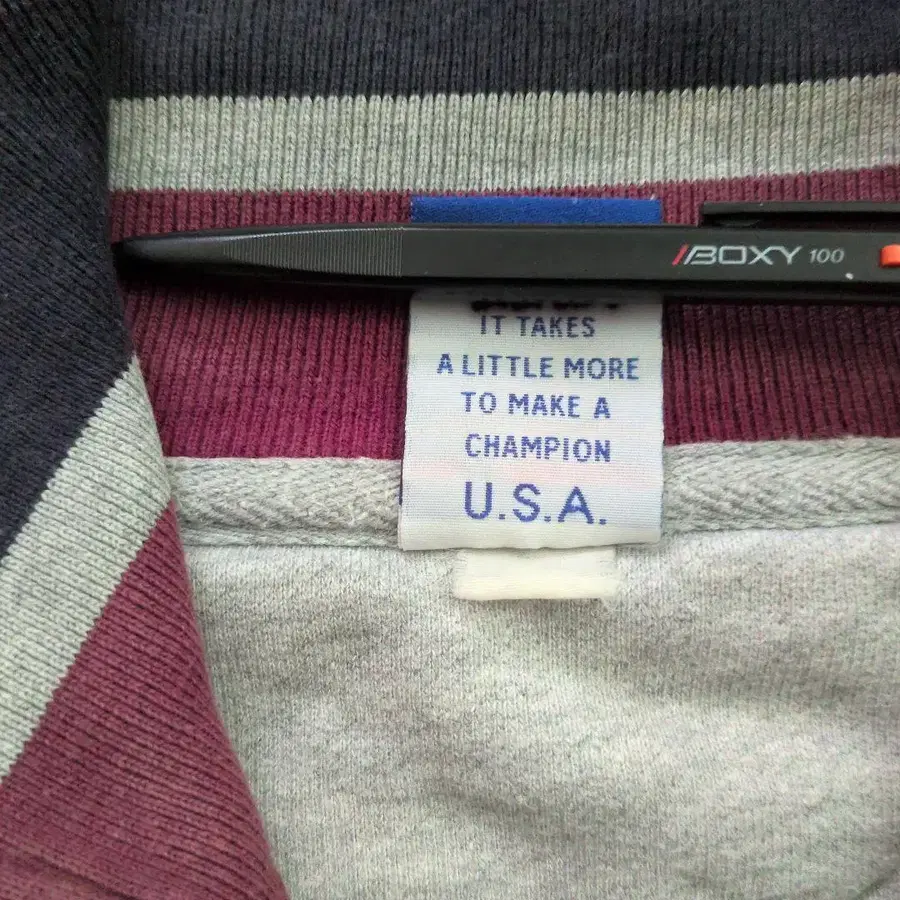 BOXY 100
IT TAKES
A LITTLE MORE
TO MAKE A
CHAMPION
U.S.A.